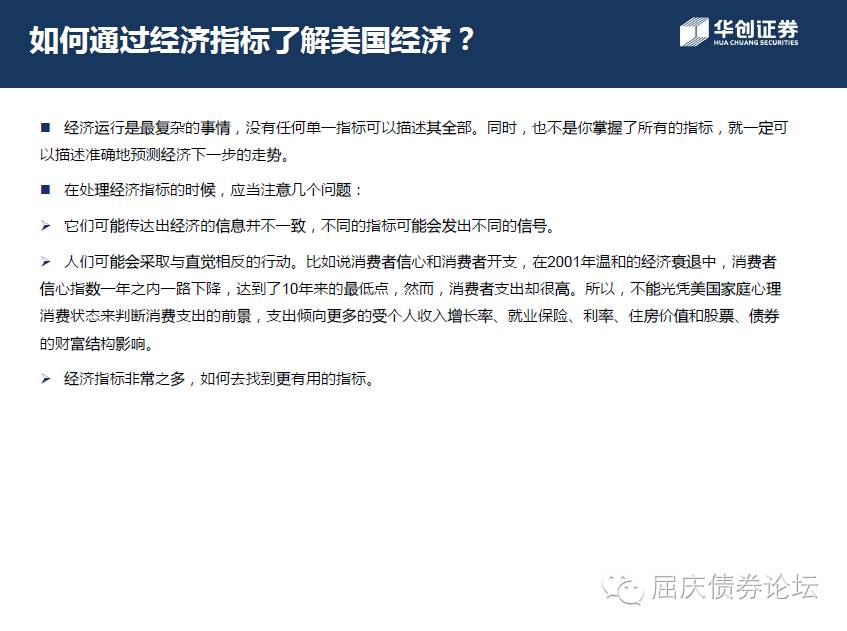 如何通过经济指标了解美国经济？
华创证券
HUA CHUANG SECURITIES
■ 经济运行是最复杂的事情，没有任何单一指标可以描述其全部。同时，也不是你掌握了所有的指标，就一定可
以描述准确地预测经济下一步的走势。
■ 在处理经济指标的时候，应当注意几个问题：
➢ 它们可能传达出经济的信息并不一致，不同的指标可能会发出不同的信号。
➢ 人们可能会采取与直觉相反的行动。比如说消费者信心和消费者开支，在2001年温和的经济衰退中，消费者
信心指数一年之内一路下降，达到了10年来的最低点，然而，消费者支出却很高。所以，不能光凭美国家庭心理
消费状态来判断消费支出的前景，支出倾向更多的受个人收入增长率、就业保险、利率、住房价值和股票、债券
的财富结构影响。
➢ 经济指标非常之多，如何去找到更有用的指标。
屈庆债券论坛